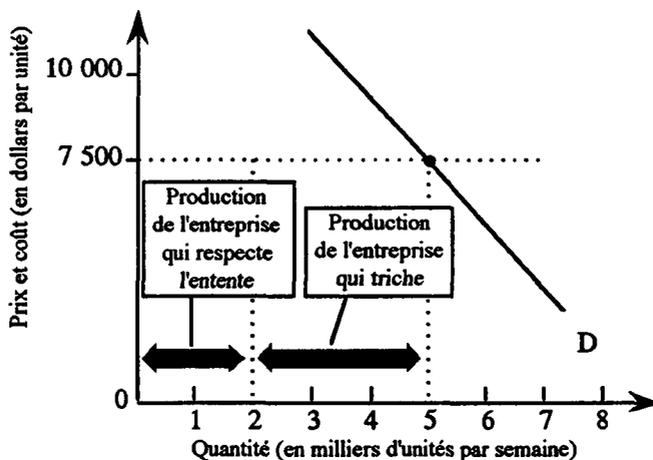 Prix et coût (en dollars par unité)
10 000
7 500
Production
de l'entreprise
qui respecte
l'entente
Production
de l'entreprise
qui triche
D
0
1 2 3 4 5 6 7 8
Quantité (en milliers d'unités par semaine)